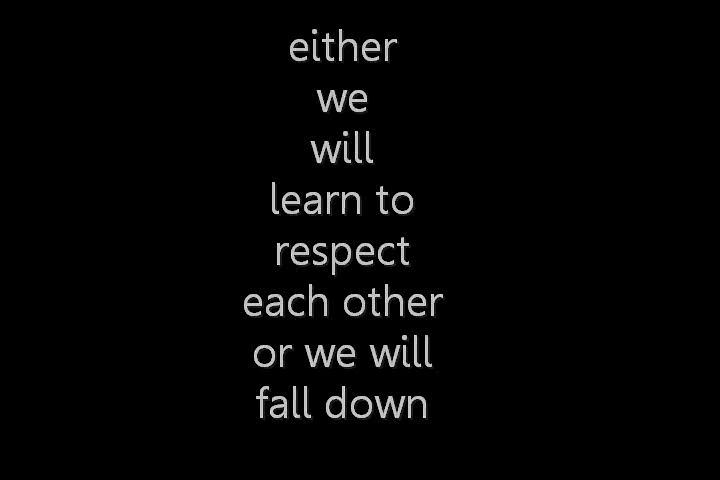 either
we
will
learn to
respect
each other
or we will
fall down